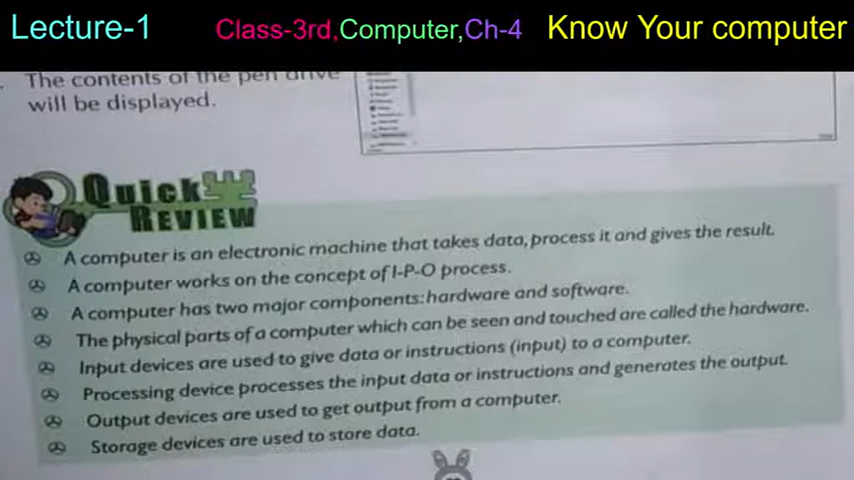 Lecture-1 Class-3rd,Computer,Ch-4 Know Your computer
The contents of the pen drive
will be displayed.
Quick
REVIEW
A computer is an electronic machine that takes data, process it and gives the result.
A computer works on the concept of I-P-O process.
A computer has two major components: hardware and software.
The physical parts of a computer which can be seen and touched are called the hardware.
Input devices are used to give data or instructions (input) to a computer.
Processing device processes the input data or instructions and generates the output.
Output devices are used to get output from a computer.
Storage devices are used to store data.